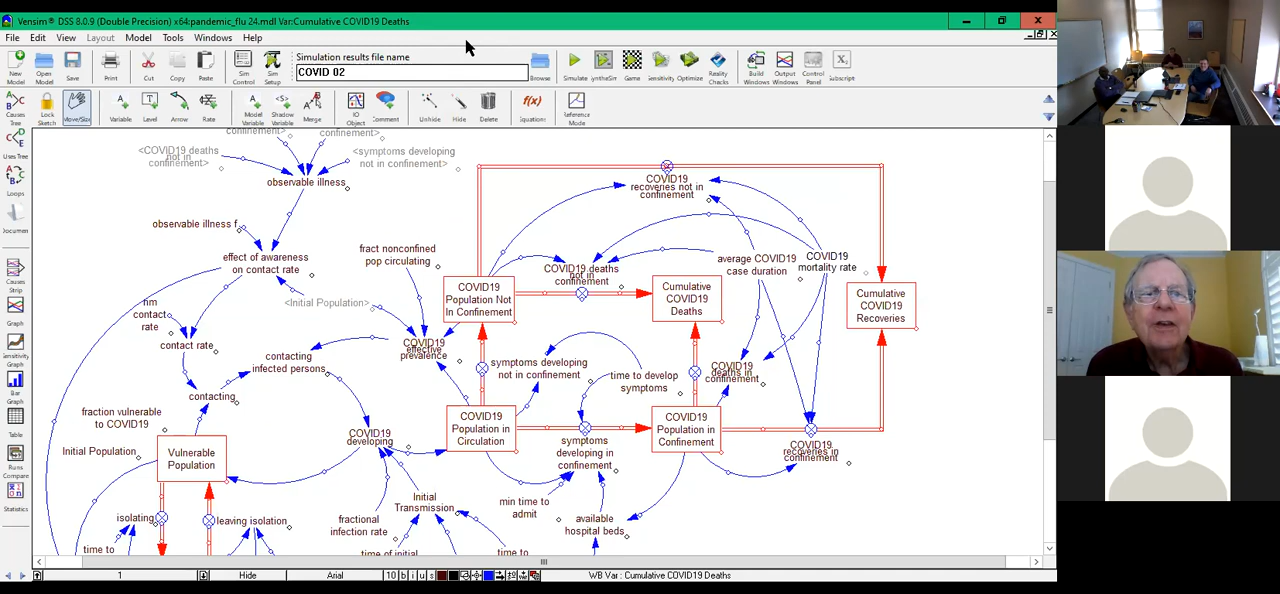 Vensim® DSS 8.0.9 (Double Precision) x64:pandemic_flu 24.mdl Var:Cumulative COVID19 Deaths
File Edit View Layout Model Tools Windows Help
Simulation results file name
COVID 02
New Model
Open Model
Save
Print
Cut
Copy
Paste
Sim Control
Sim Setup
Browse
Simulate
SyntheSim
Game
Sensitivity
Optimize
Reality Checks
Build Windows
Output Windows
Control Panel
Subscript
Causes Tree
Lock Sketch
Move/Size
Variable
Level
Arrow
Rate
Model Variable
Shadow Variable
Merge
IO Object
Comment
Unhide
Hide
Delete
Equations
Reference Mode
Uses Tree
Loops
Document
Causes Strip
Graph
Sensitivity Graph
Bar Graph
Table
Runs Compare
Statistics
confinement>
confinement>
<COVID19 deaths
not in
confinement>
<symptoms developing
not in confinement>
observable illness
observable illness f
effect of awareness
on contact rate
fract nonconfined
pop circulating
<Initial Population>
nm
contact
rate
contact rate
contacting
infected persons
contacting
fraction vulnerable
to COVID19
Initial Population
Vulnerable
Population
isolating
leaving isolation
time to
COVID19
recoveries not in
confinement
COVID19 deaths
not in
confinement
average COVID19
case duration
COVID19
mortality rate
COVID19
Population Not
In Confinement
Cumulative
COVID19
Deaths
Cumulative
COVID19
Recoveries
COVID19
effective
prevalence
symptoms developing
not in confinement
time to develop
symptoms
COVID19
deaths in
confinement
COVID19
Population in
Circulation
COVID19
Population in
Confinement
COVID19
developing
symptoms
developing in
confinement
COVID19
recoveries in
confinement
Initial
Transmission
min time to
admit
fractional
infection rate
available
hospital beds
time of initial
time to
1
Hide
Arial
10 b i u s
WB Var : Cumulative COVID19 Deaths